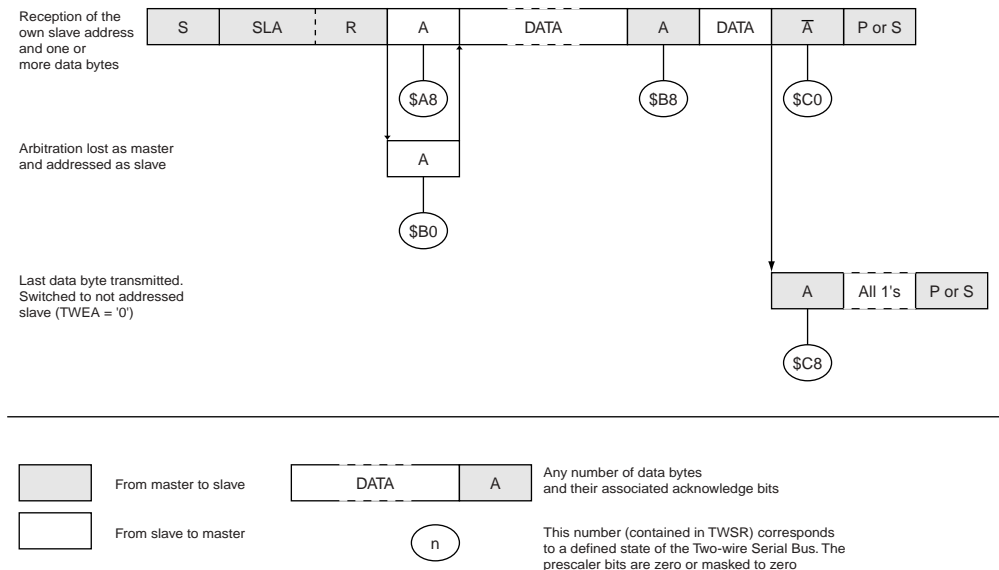 Reception of the
own slave address
and one or
more data bytes
S SLA R A DATA A DATA A̅ P or S
$A8 $B8 $C0
Arbitration lost as master
and addressed as slave
A
$B0
Last data byte transmitted.
Switched to not addressed
slave (TWEA = '0')
A All 1's P or S
$C8
From master to slave
DATA A
Any number of data bytes
and their associated acknowledge bits
From slave to master
n
This number (contained in TWSR) corresponds
to a defined state of the Two-wire Serial Bus. The
prescaler bits are zero or masked to zero